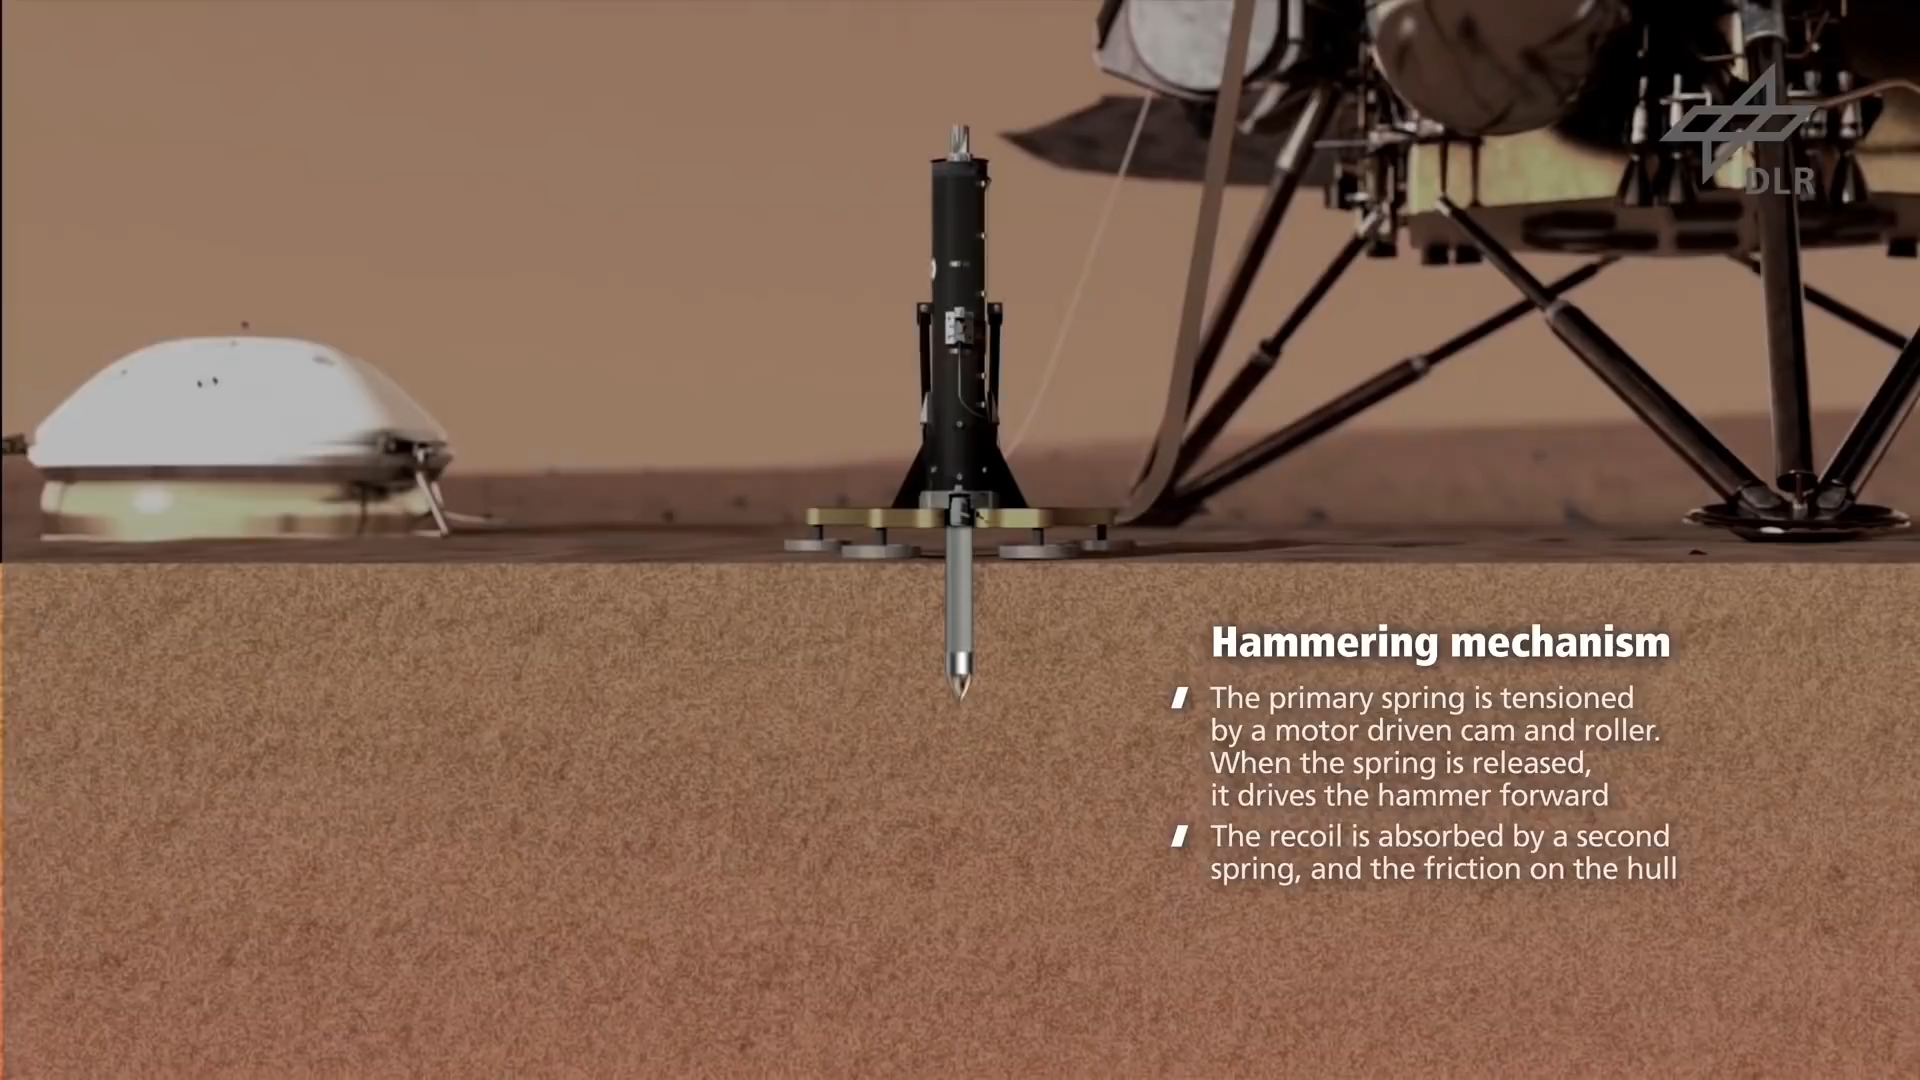 DLR
Hammering mechanism
The primary spring is tensioned
by a motor driven cam and roller.
When the spring is released,
it drives the hammer forward
The recoil is absorbed by a second
spring, and the friction on the hull